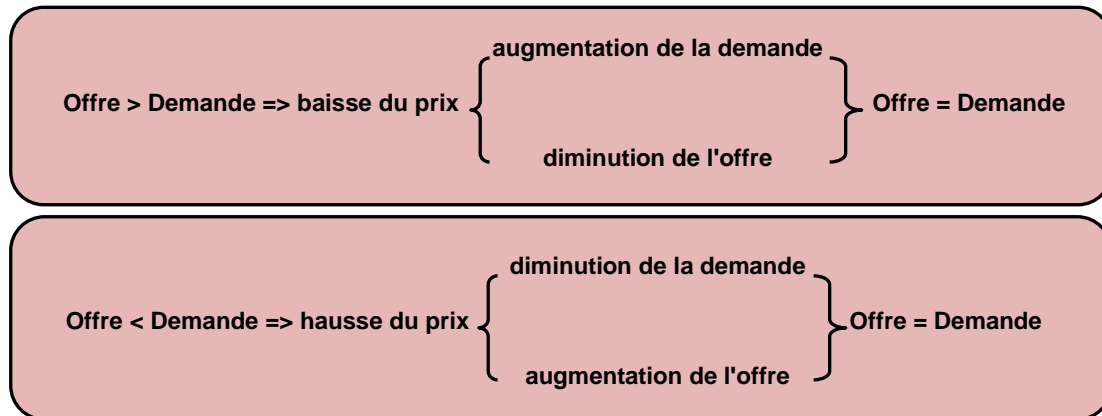 augmentation de la demande
Offre > Demande => baisse du prix
Offre = Demande
diminution de l'offre
diminution de la demande
Offre < Demande => hausse du prix
Offre = Demande
augmentation de l'offre